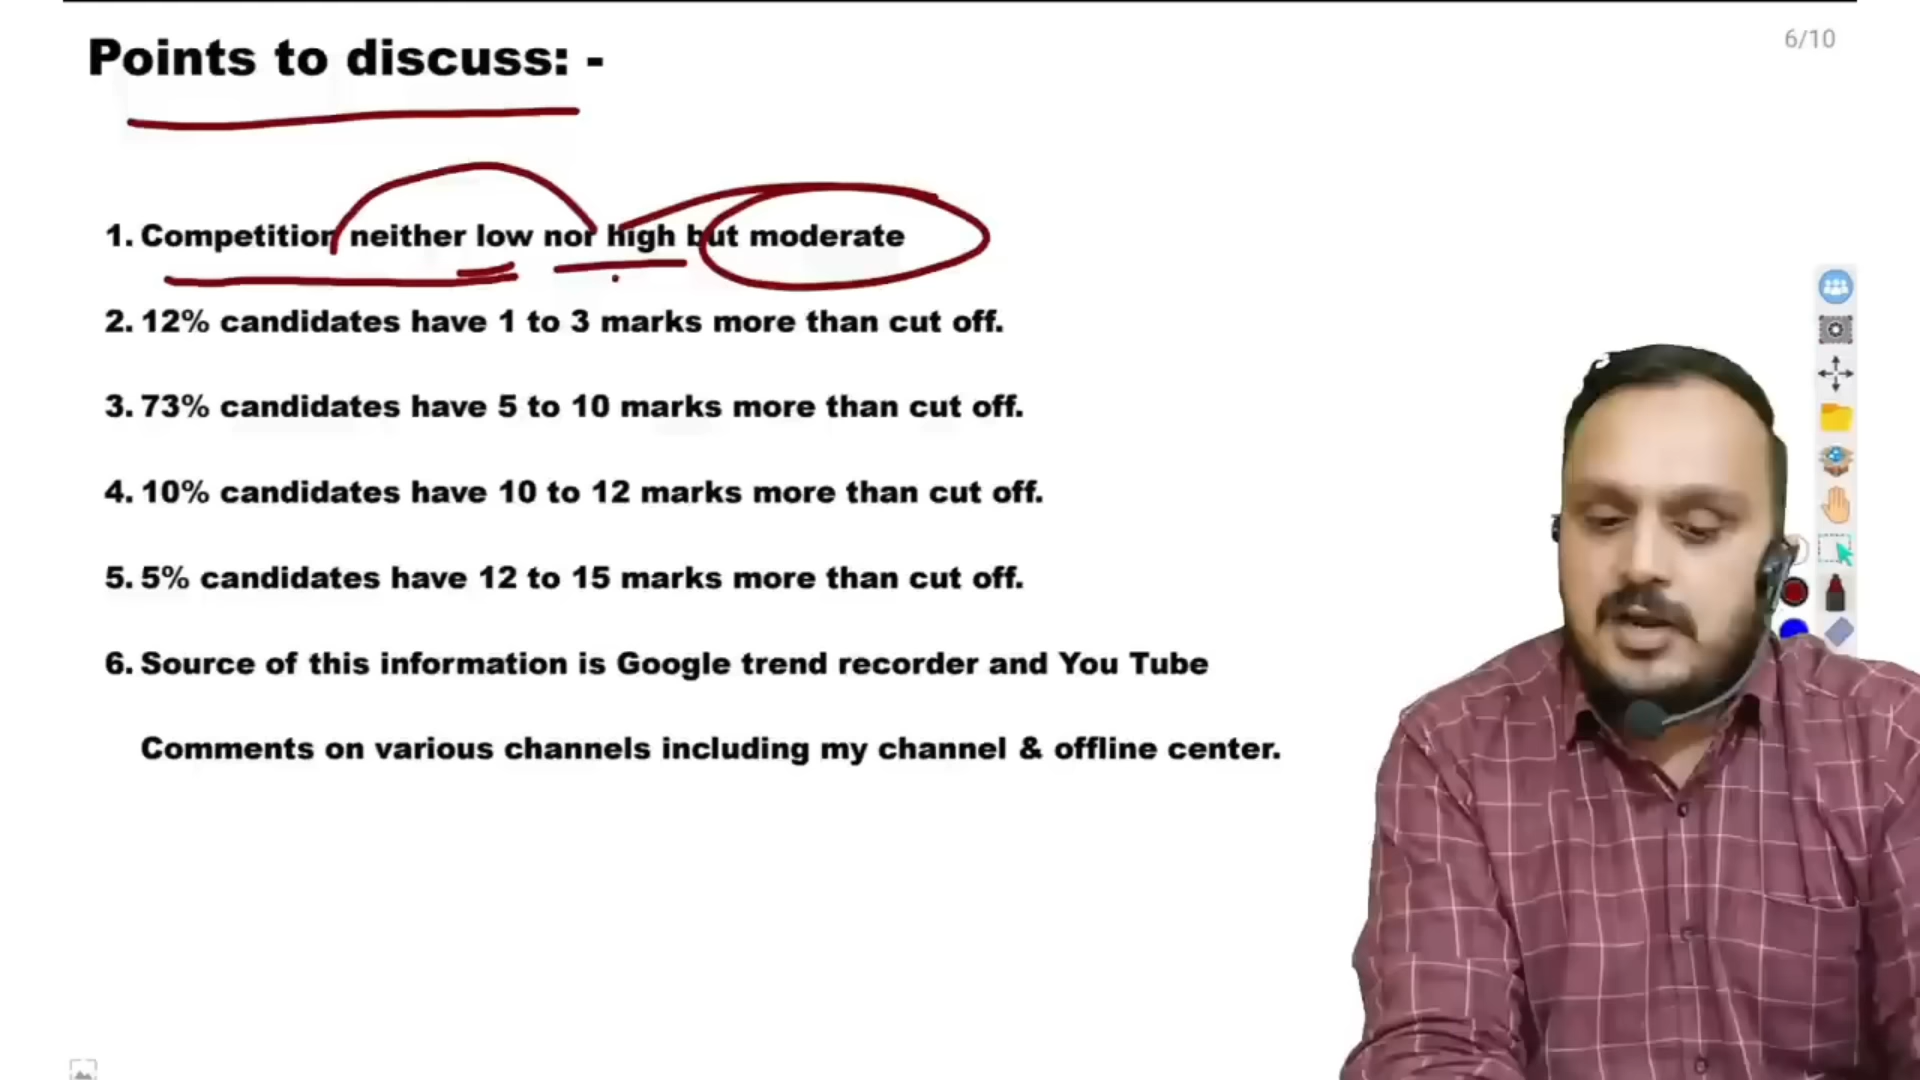 Points to discuss: -
6/10
1. Competition neither low nor high but moderate
2. 12% candidates have 1 to 3 marks more than cut off.
3. 73% candidates have 5 to 10 marks more than cut off.
4. 10% candidates have 10 to 12 marks more than cut off.
5. 5% candidates have 12 to 15 marks more than cut off.
6. Source of this information is Google trend recorder and You Tube
Comments on various channels including my channel & offline center.